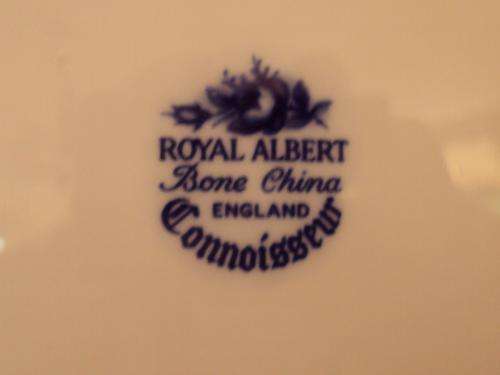 ROYAL ALBERT
Bone China
ENGLAND
Connoisseur